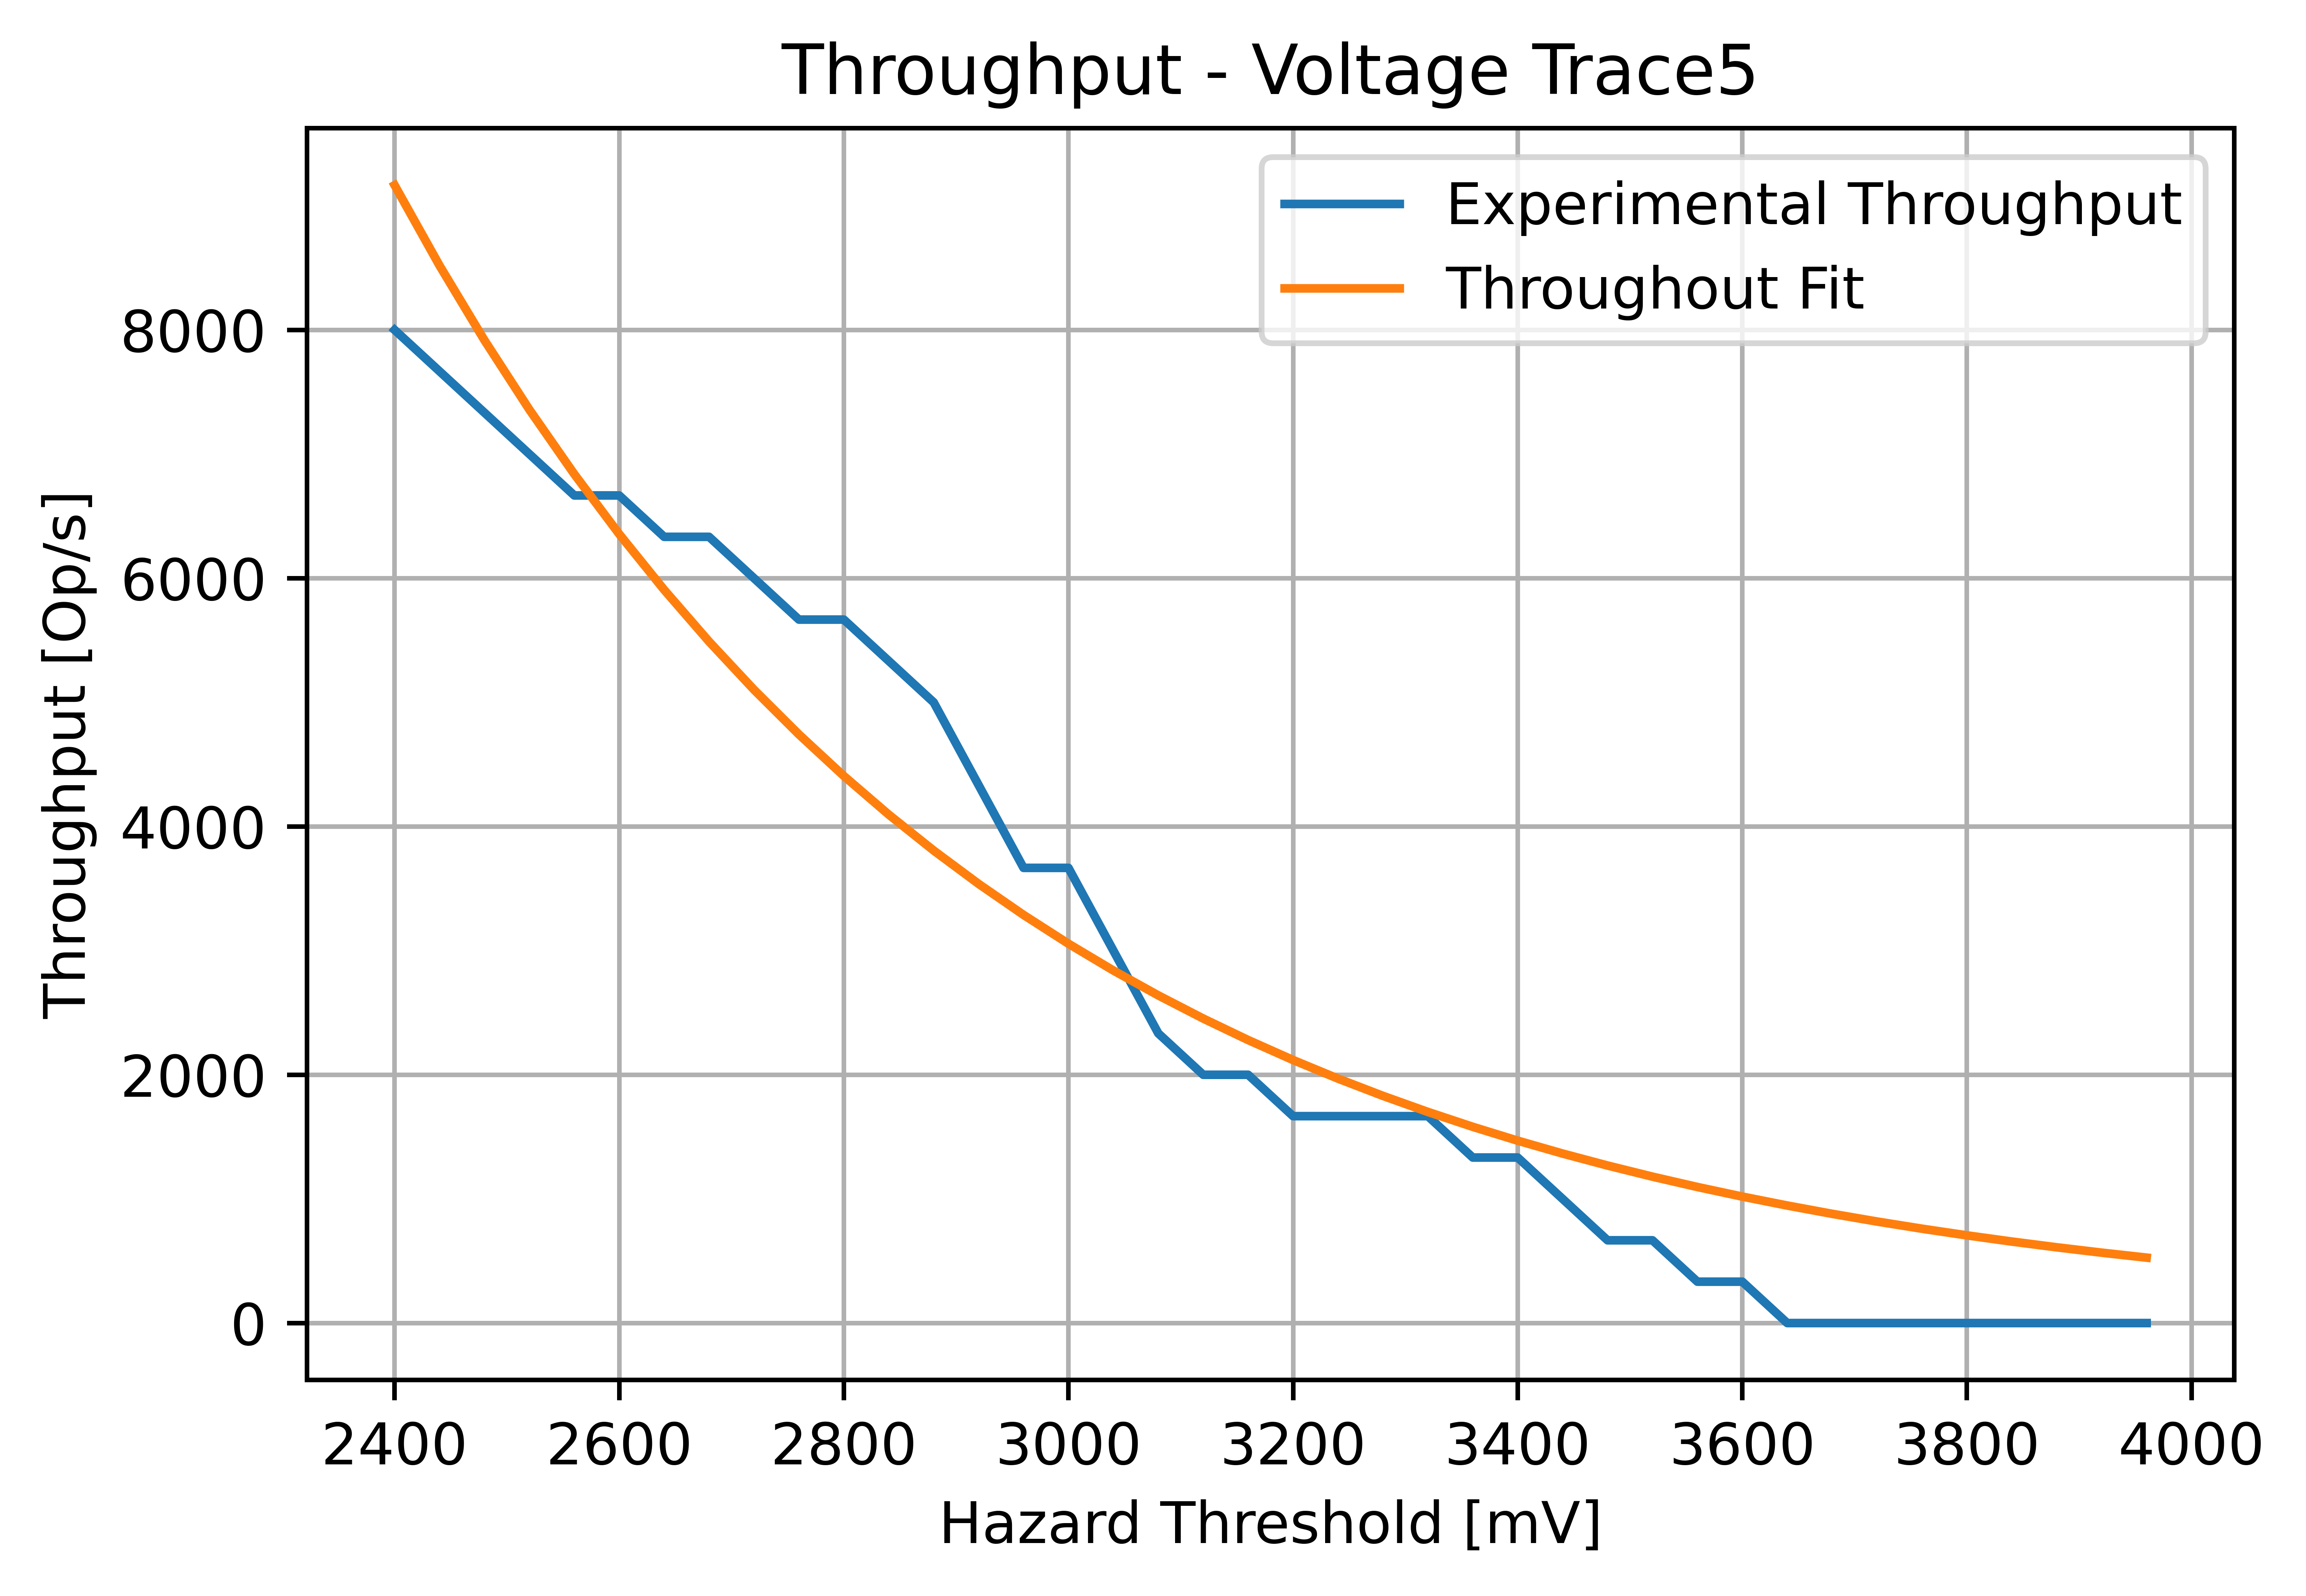 Throughput - Voltage Trace5
Experimental Throughput
Throughout Fit
Throughput [Op/s]
8000
6000
4000
2000
0
2400 2600 2800 3000 3200 3400 3600 3800 4000
Hazard Threshold [mV]